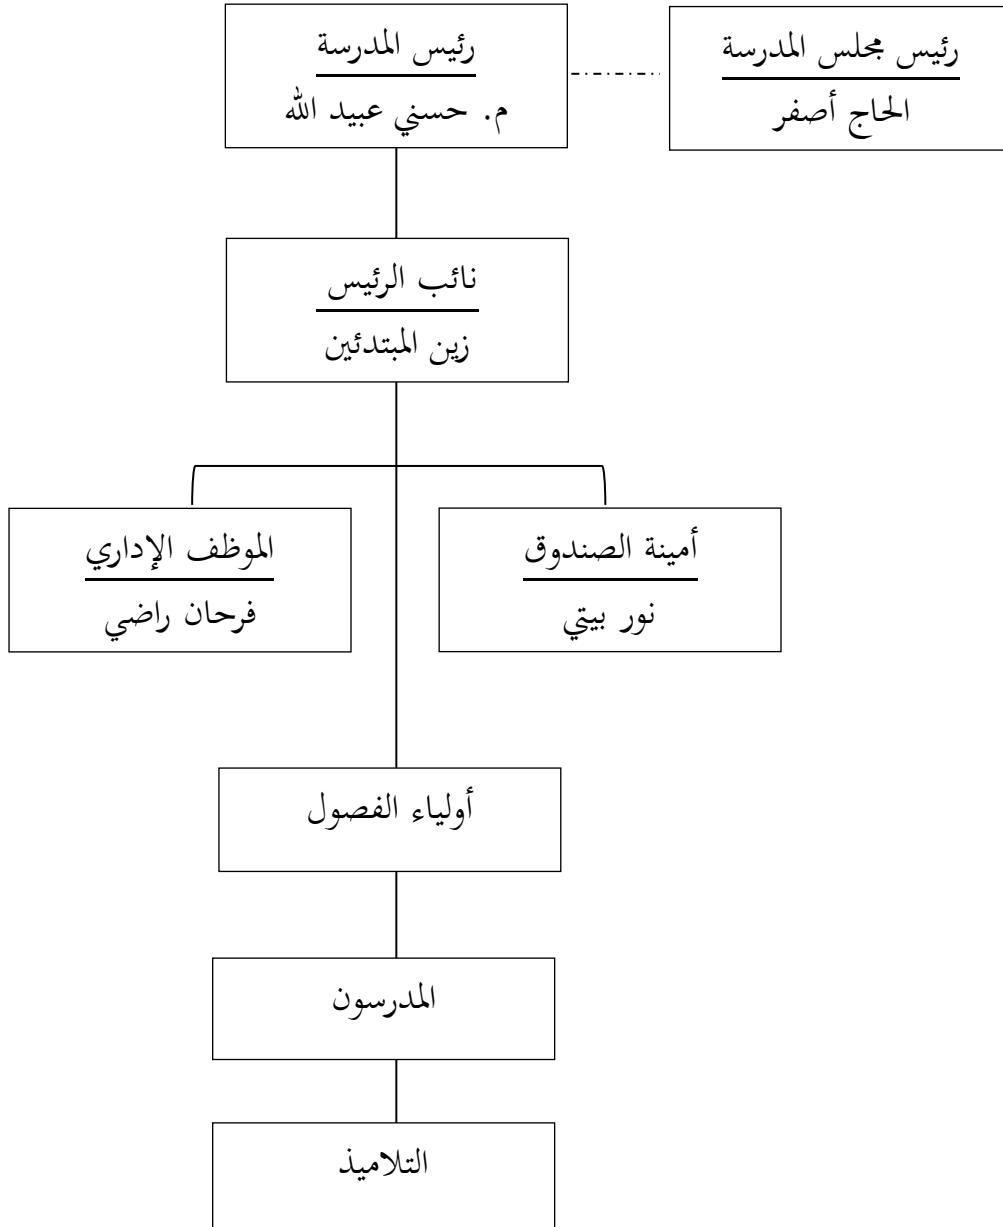 رئيس مجلس المدرسة
الحاج أصفر
رئيس المدرسة
م. حسني عبيد الله
نائب الرئيس
زين المبتدئين
أمينة الصندوق
نور بيتي
الموظف الإداري
فرحان راضي
أولياء الفصول
المدرسون
التلاميذ